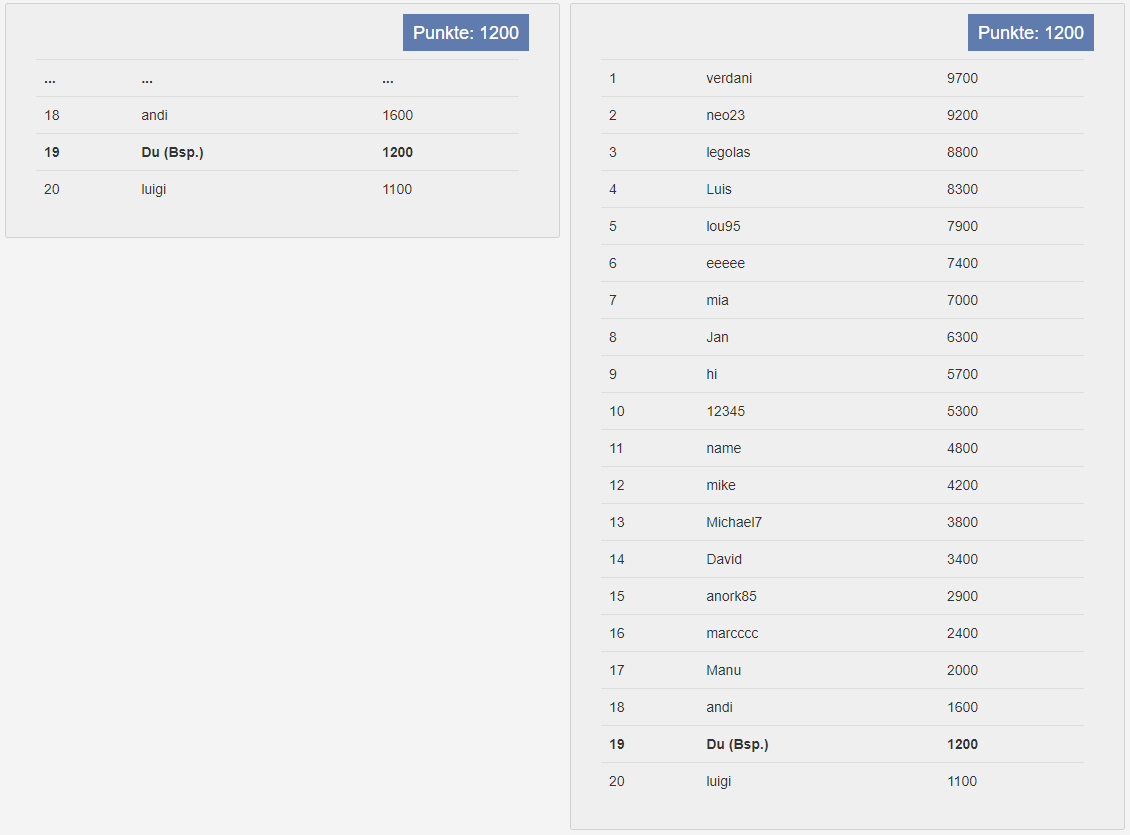 Punkte: 1200
... ... ...
18 andi 1600
19 Du (Bsp.) 1200
20 luigi 1100
Punkte: 1200
1 verdani 9700
2 neo23 9200
3 legolas 8800
4 Luis 8300
5 lou95 7900
6 eeeee 7400
7 mia 7000
8 Jan 6300
9 hi 5700
10 12345 5300
11 name 4800
12 mike 4200
13 Michael7 3800
14 David 3400
15 anork85 2900
16 marcccc 2400
17 Manu 2000
18 andi 1600
19 Du (Bsp.) 1200
20 luigi 1100